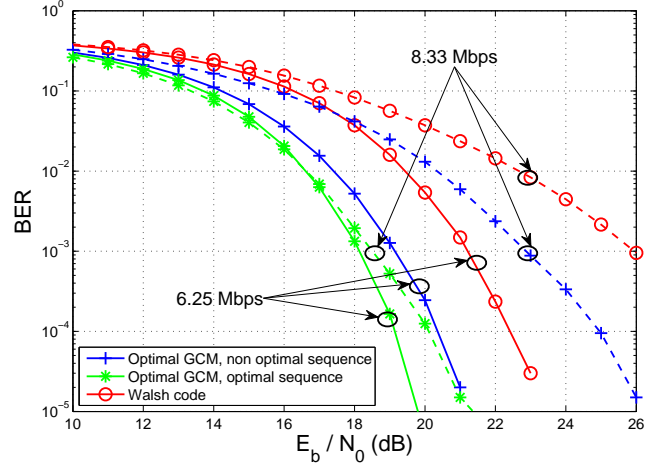 10^0
10^-1
10^-2
10^-3
10^-4
10^-5
BER
8.33 Mbps
6.25 Mbps
Optimal GCM, non optimal sequence
Optimal GCM, optimal sequence
Walsh code
10 12 14 16 18 20 22 24 26
E_b / N_0 (dB)